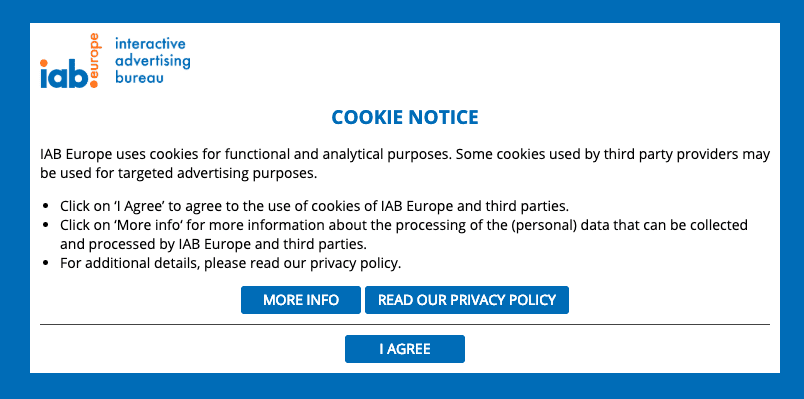 iab.europe
interactive
advertising
bureau
COOKIE NOTICE
IAB Europe uses cookies for functional and analytical purposes. Some cookies used by third party providers may
be used for targeted advertising purposes.
• Click on ‘I Agree’ to agree to the use of cookies of IAB Europe and third parties.
• Click on ‘More info‘ for more information about the processing of the (personal) data that can be collected
and processed by IAB Europe and third parties.
• For additional details, please read our privacy policy.
MORE INFO
READ OUR PRIVACY POLICY
I AGREE